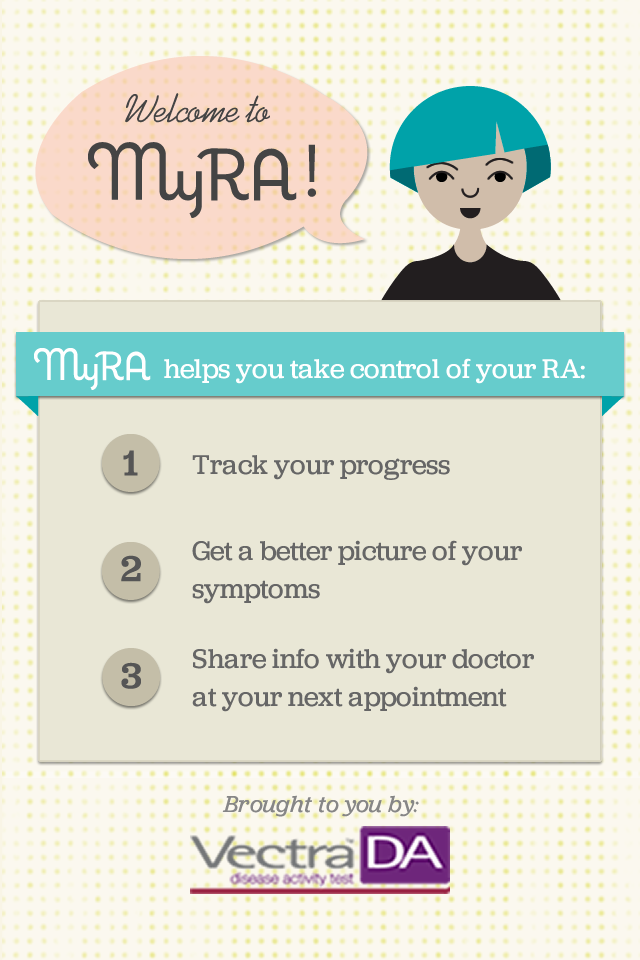 Welcome to
MyRA!
MyRA helps you take control of your RA:
1 Track your progress
2 Get a better picture of your
symptoms
3 Share info with your doctor
at your next appointment
Brought to you by:
Vectra DA
disease activity test